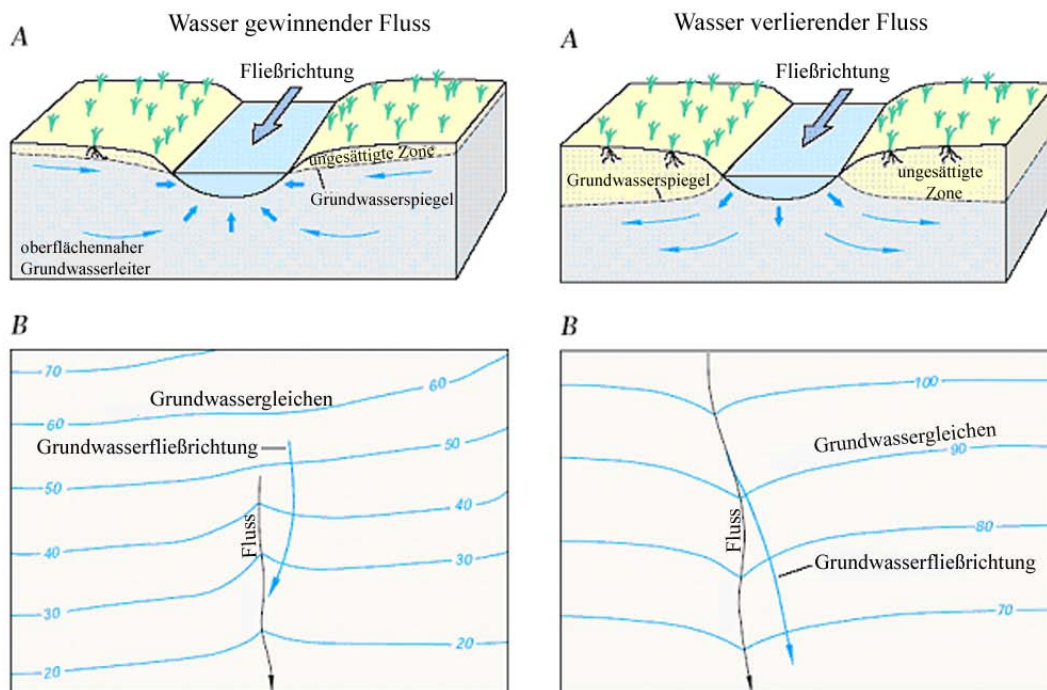 Wasser gewinnender Fluss
A
Fließrichtung
ungesättigte Zone
Grundwasserspiegel
oberflächennaher
Grundwasserleiter
B
70
60
60
50
50
40
40
30
30
20
20
Grundwassergleichen
Grundwasserfließrichtung
Fluss
Wasser verlierender Fluss
A
Fließrichtung
Grundwasserspiegel
ungesättigte
Zone
B
100
Grundwassergleichen
90
80
Fluss
Grundwasserfließrichtung
70